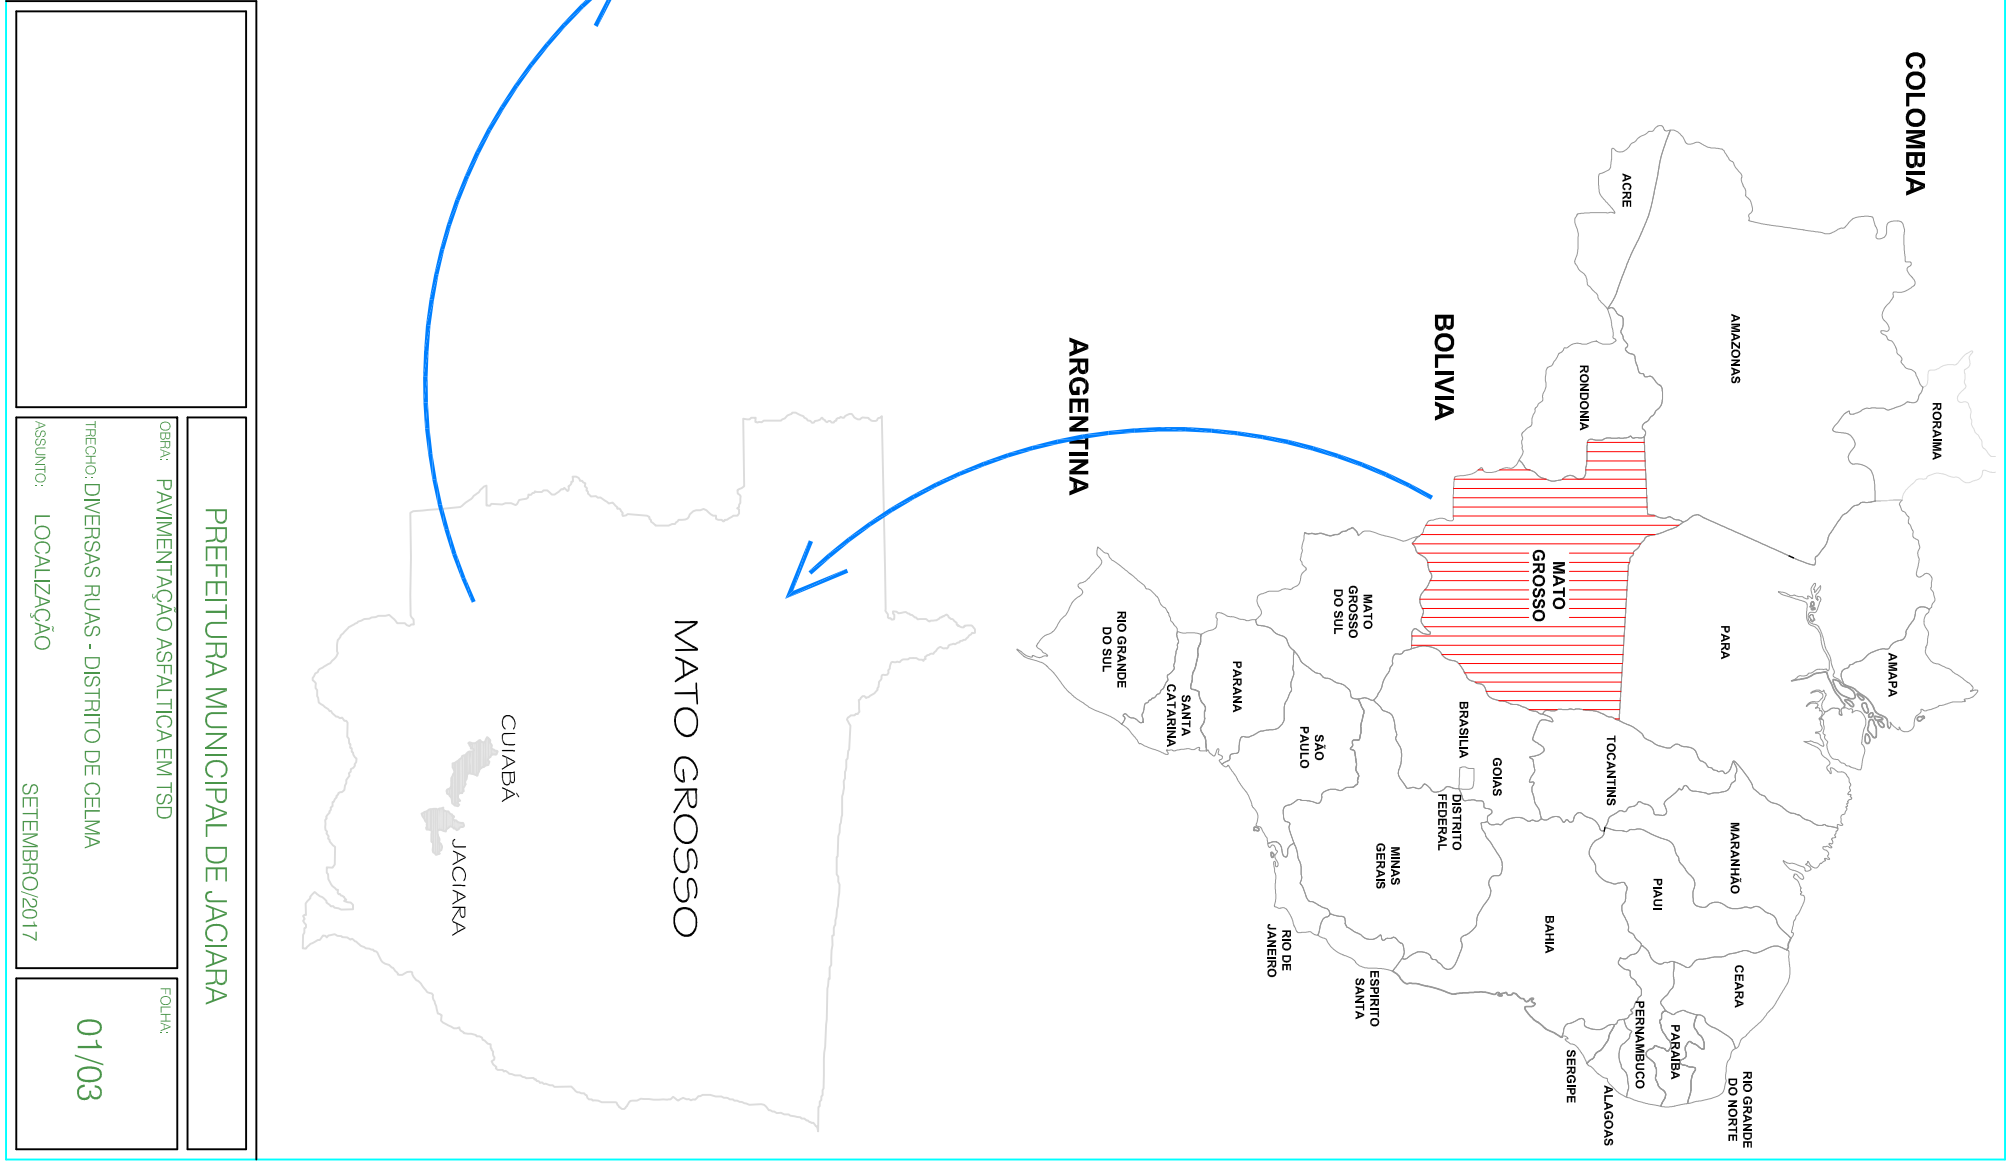 COLOMBIA
RORAIMA
ACRE
AMAZONAS
AMAPA
BOLIVIA
RONDONIA
PARA
MATO
GROSSO
ARGENTINA
MATO
GROSSO
DO SUL
TOCANTINS
MARANHÃO
PIAUI
CEARA
RIO GRANDE
DO NORTE
PARAIBA
PERNAMBUCO
ALAGOAS
SERGIPE
BAHIA
GOIAS
BRASILIA
DISTRITO
FEDERAL
MINAS
GERAIS
ESPIRITO
SANTA
SÃO
PAULO
RIO DE
JANEIRO
PARANA
SANTA
CATARINA
RIO GRANDE
DO SUL
MATO GROSSO
CUIABÁ
JACIARA
PREFEITURA MUNICIPAL DE JACIARA
OBRA: PAVIMENTAÇÃO ASFALTICA EM TSD
TRECHO: DIVERSAS RUAS - DISTRITO DE CELMA
ASSUNTO: LOCALIZAÇÃO
SETEMBRO/2017
FOLHA:
01/03